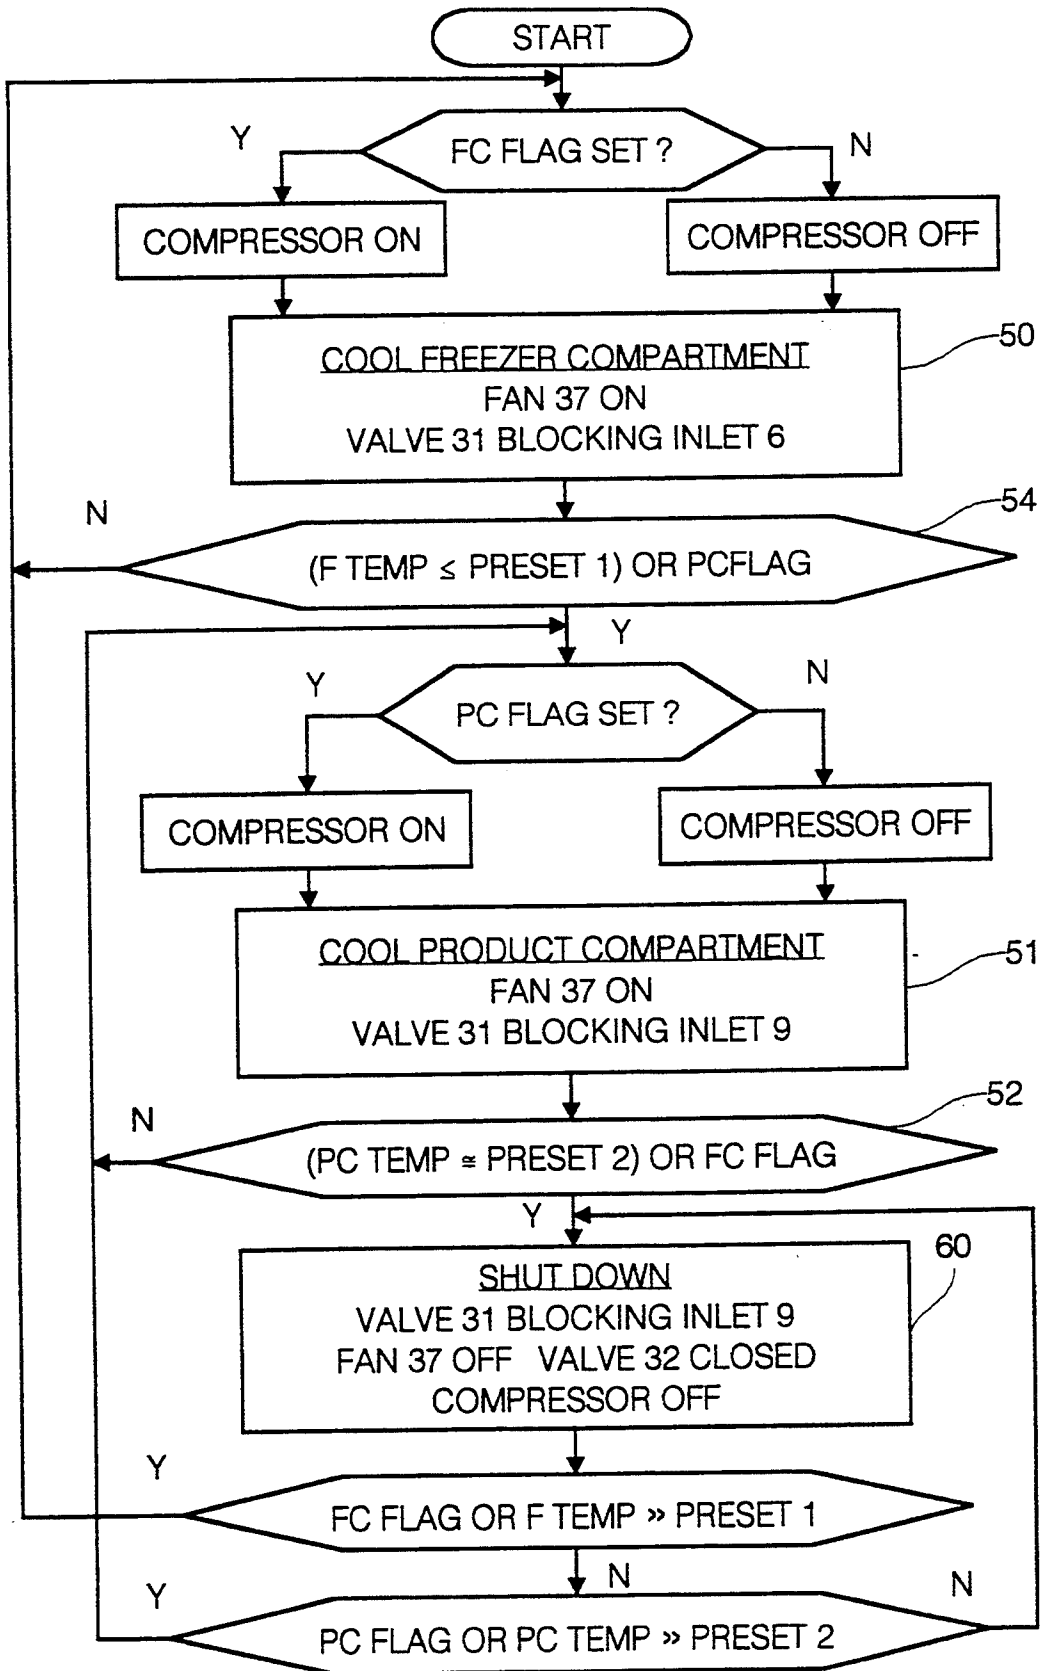 START
Y
FC FLAG SET ?
N
COMPRESSOR ON
COMPRESSOR OFF
50
COOL FREEZER COMPARTMENT
FAN 37 ON
VALVE 31 BLOCKING INLET 6
N
54
(F TEMP ≤ PRESET 1) OR PCFLAG
Y
Y
PC FLAG SET ?
N
COMPRESSOR ON
COMPRESSOR OFF
COOL PRODUCT COMPARTMENT
51
FAN 37 ON
VALVE 31 BLOCKING INLET 9
N
52
(PC TEMP ≅ PRESET 2) OR FC FLAG
Y
60
SHUT DOWN
VALVE 31 BLOCKING INLET 9
FAN 37 OFF VALVE 32 CLOSED
COMPRESSOR OFF
Y
FC FLAG OR F TEMP » PRESET 1
N
Y
N
PC FLAG OR PC TEMP » PRESET 2